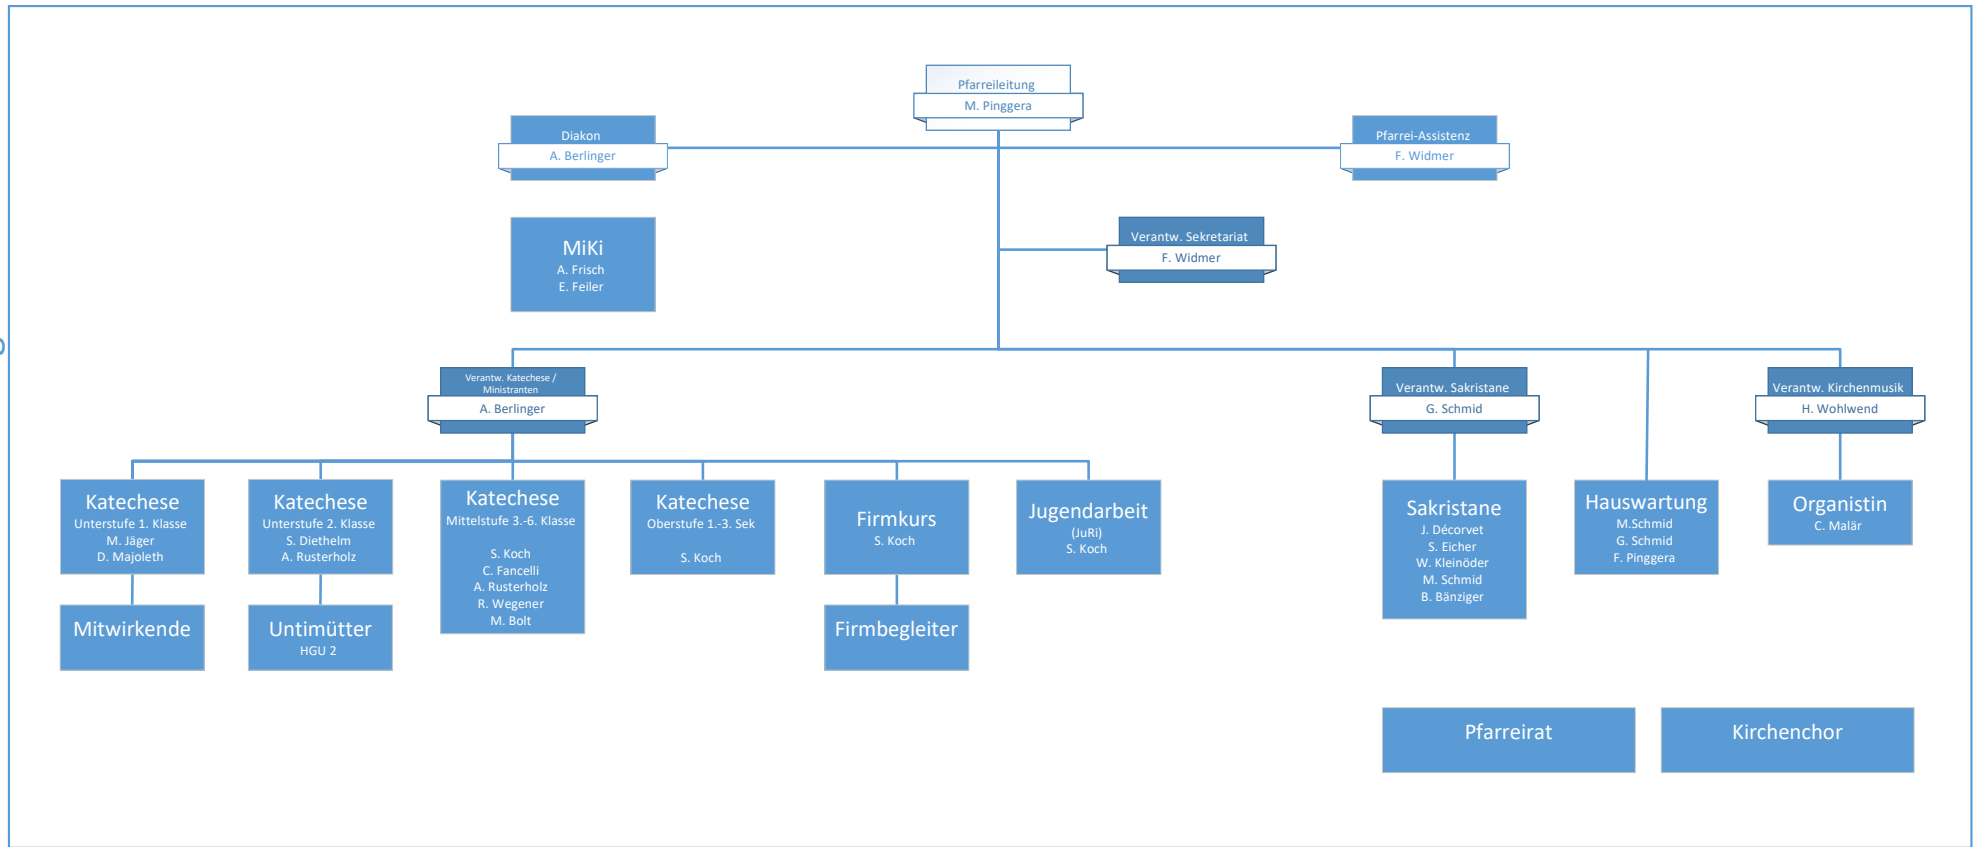 Pfarreileitung
M. Pinggera
Diakon
A. Berlinger
Pfarrei-Assistenz
F. Widmer
MiKi
A. Frisch
E. Feiler
Verantw. Sekretariat
F. Widmer
Verantw. Katechese /
Ministranten
A. Berlinger
Verantw. Sakristane
G. Schmid
Verantw. Kirchenmusik
H. Wohlwend
Katechese
Unterstufe 1. Klasse
M. Jäger
D. Majoleth
Katechese
Unterstufe 2. Klasse
S. Diethelm
A. Rusterholz
Katechese
Mittelstufe 3.-6. Klasse
S. Koch
C. Fancelli
A. Rusterholz
R. Wegener
M. Bolt
Katechese
Oberstufe 1.-3. Sek
S. Koch
Firmkurs
S. Koch
Jugendarbeit
(JuRi)
S. Koch
Sakristane
J. Décorvet
S. Eicher
W. Kleinöder
M. Schmid
B. Bänziger
Hauswartung
M.Schmid
G. Schmid
F. Pinggera
Organistin
C. Malär
Mitwirkende
Untimütter
HGU 2
Firmbegleiter
Pfarreirat
Kirchenchor